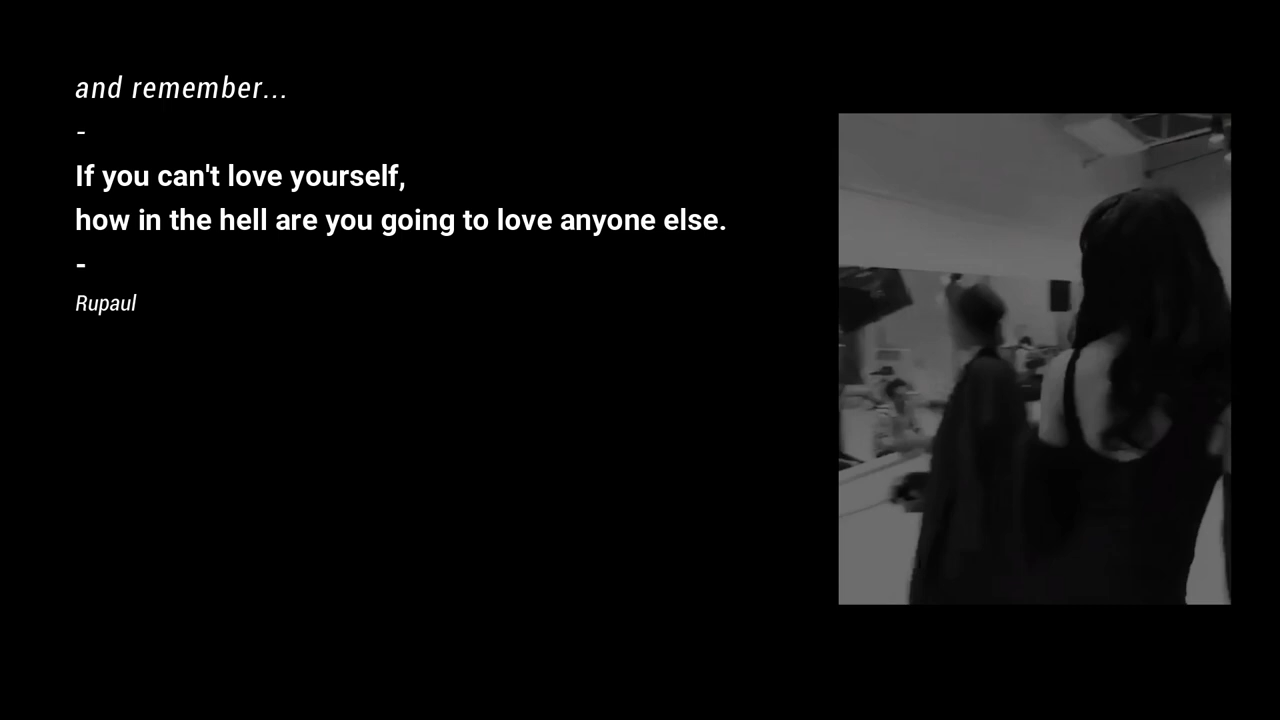 and remember...
-
If you can't love yourself,
how in the hell are you going to love anyone else.
-
Rupaul